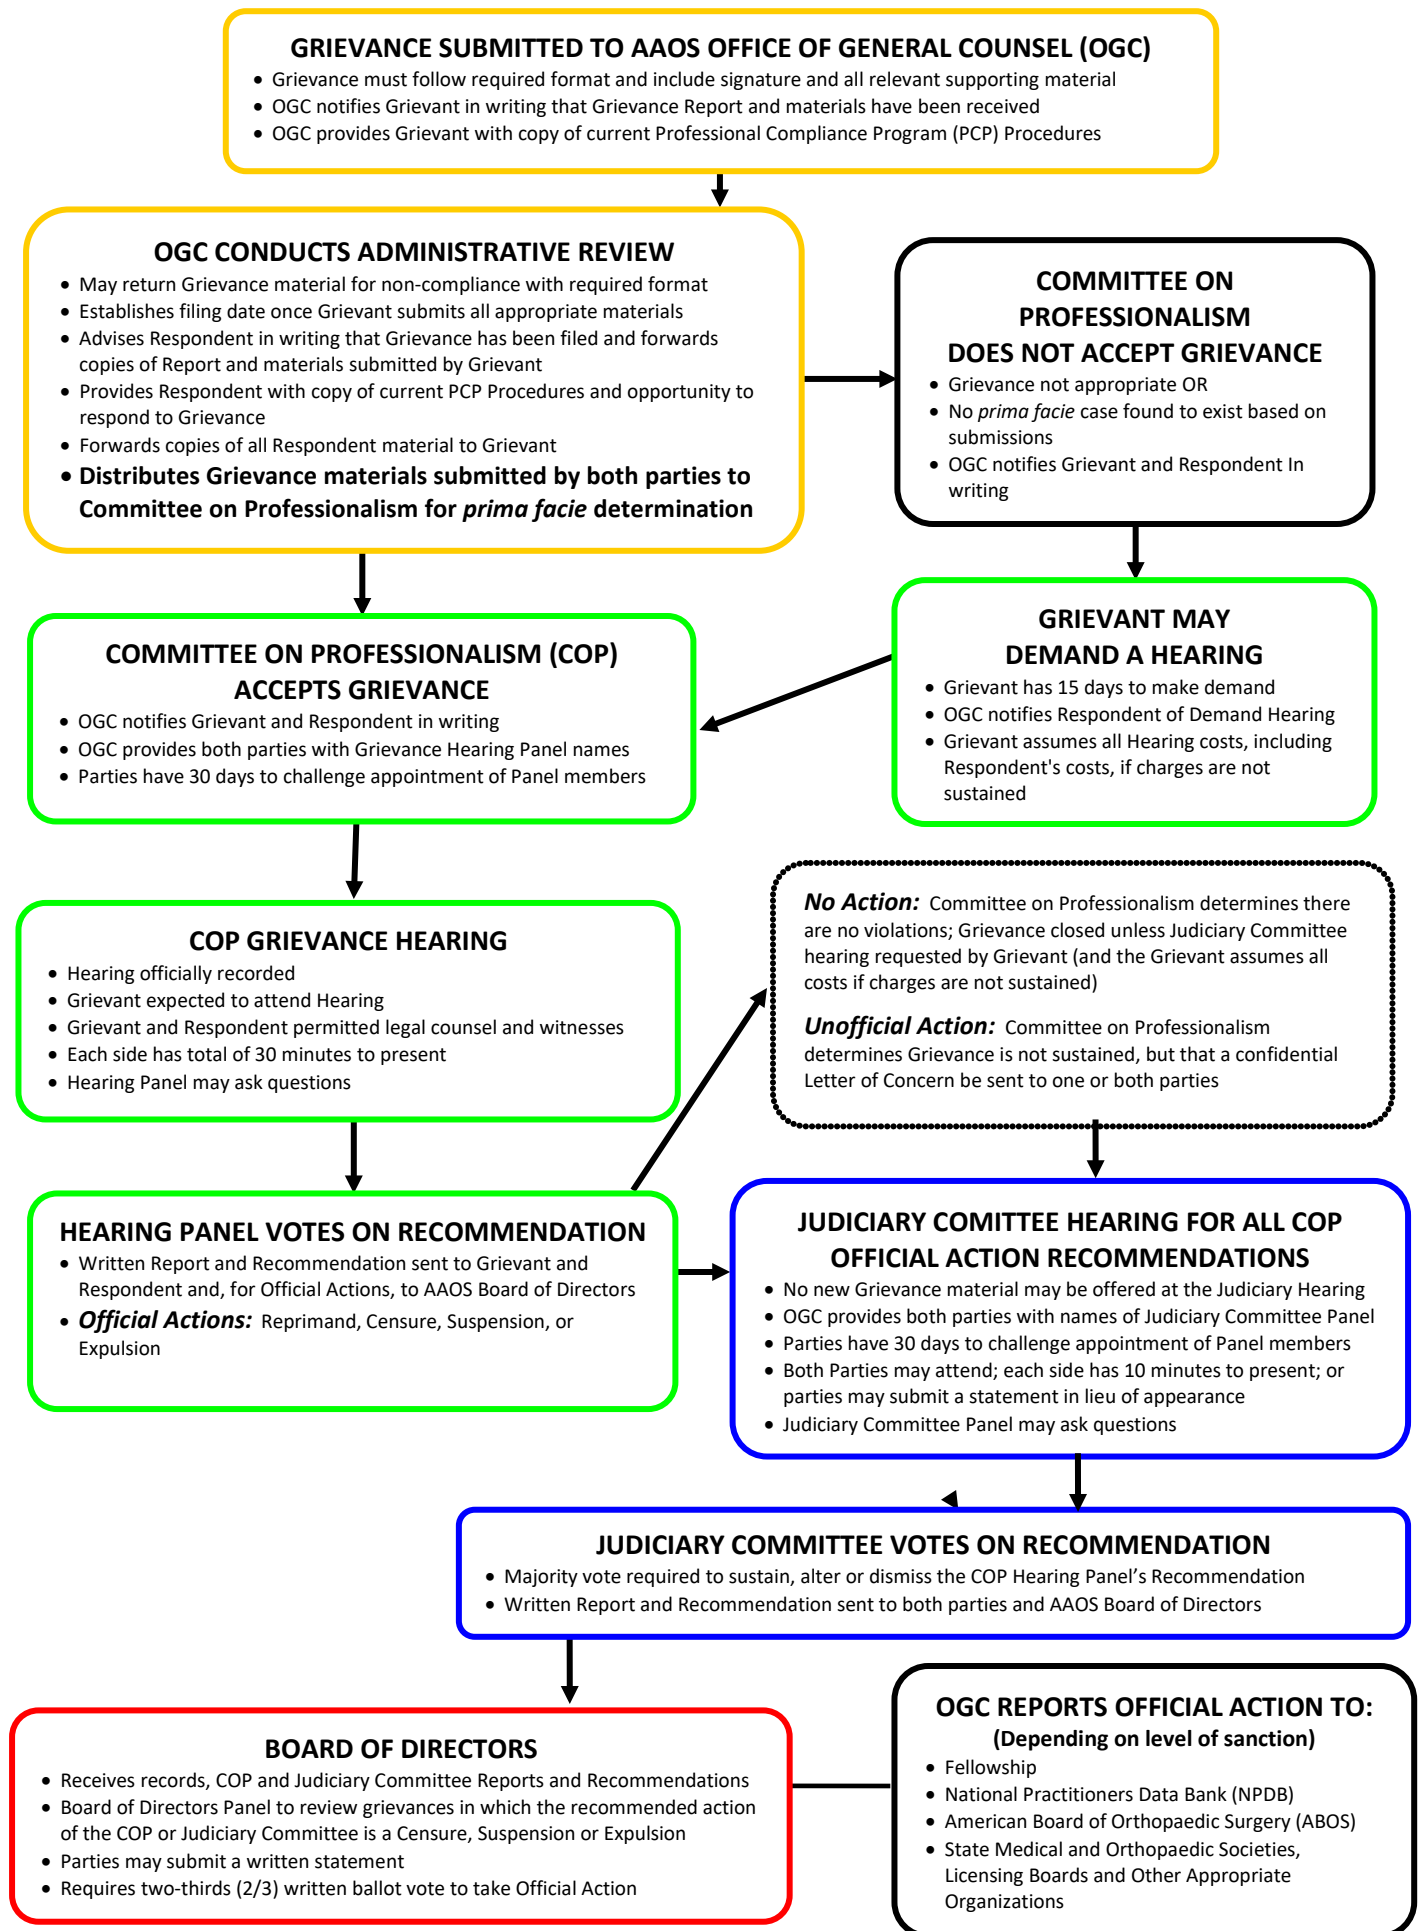 GRIEVANCE SUBMITTED TO AAOS OFFICE OF GENERAL COUNSEL (OGC)
• Grievance must follow required format and include signature and all relevant supporting material
• OGC notifies Grievant in writing that Grievance Report and materials have been received
• OGC provides Grievant with copy of current Professional Compliance Program (PCP) Procedures
OGC CONDUCTS ADMINISTRATIVE REVIEW
• May return Grievance material for non-compliance with required format
• Establishes filing date once Grievant submits all appropriate materials
• Advises Respondent in writing that Grievance has been filed and forwards
copies of Report and materials submitted by Grievant
• Provides Respondent with copy of current PCP Procedures and opportunity to
respond to Grievance
• Forwards copies of all Respondent material to Grievant
• Distributes Grievance materials submitted by both parties to
Committee on Professionalism for prima facie determination
COMMITTEE ON
PROFESSIONALISM
DOES NOT ACCEPT GRIEVANCE
• Grievance not appropriate OR
• No prima facie case found to exist based on
submissions
• OGC notifies Grievant and Respondent In
writing
COMMITTEE ON PROFESSIONALISM (COP)
ACCEPTS GRIEVANCE
• OGC notifies Grievant and Respondent in writing
• OGC provides both parties with Grievance Hearing Panel names
• Parties have 30 days to challenge appointment of Panel members
GRIEVANT MAY
DEMAND A HEARING
• Grievant has 15 days to make demand
• OGC notifies Respondent of Demand Hearing
• Grievant assumes all Hearing costs, including
Respondent's costs, if charges are not
sustained
COP GRIEVANCE HEARING
• Hearing officially recorded
• Grievant expected to attend Hearing
• Grievant and Respondent permitted legal counsel and witnesses
• Each side has total of 30 minutes to present
• Hearing Panel may ask questions
No Action: Committee on Professionalism determines there
are no violations; Grievance closed unless Judiciary Committee
hearing requested by Grievant (and the Grievant assumes all
costs if charges are not sustained)
Unofficial Action: Committee on Professionalism
determines Grievance is not sustained, but that a confidential
Letter of Concern be sent to one or both parties
HEARING PANEL VOTES ON RECOMMENDATION
• Written Report and Recommendation sent to Grievant and
Respondent and, for Official Actions, to AAOS Board of Directors
• Official Actions: Reprimand, Censure, Suspension, or
Expulsion
JUDICIARY COMITTEE HEARING FOR ALL COP
OFFICIAL ACTION RECOMMENDATIONS
• No new Grievance material may be offered at the Judiciary Hearing
• OGC provides both parties with names of Judiciary Committee Panel
• Parties have 30 days to challenge appointment of Panel members
• Both Parties may attend; each side has 10 minutes to present; or
parties may submit a statement in lieu of appearance
• Judiciary Committee Panel may ask questions
JUDICIARY COMMITTEE VOTES ON RECOMMENDATION
• Majority vote required to sustain, alter or dismiss the COP Hearing Panel’s Recommendation
• Written Report and Recommendation sent to both parties and AAOS Board of Directors
BOARD OF DIRECTORS
• Receives records, COP and Judiciary Committee Reports and Recommendations
• Board of Directors Panel to review grievances in which the recommended action
of the COP or Judiciary Committee is a Censure, Suspension or Expulsion
• Parties may submit a written statement
• Requires two-thirds (2/3) written ballot vote to take Official Action
OGC REPORTS OFFICIAL ACTION TO:
(Depending on level of sanction)
• Fellowship
• National Practitioners Data Bank (NPDB)
• American Board of Orthopaedic Surgery (ABOS)
• State Medical and Orthopaedic Societies,
Licensing Boards and Other Appropriate
Organizations